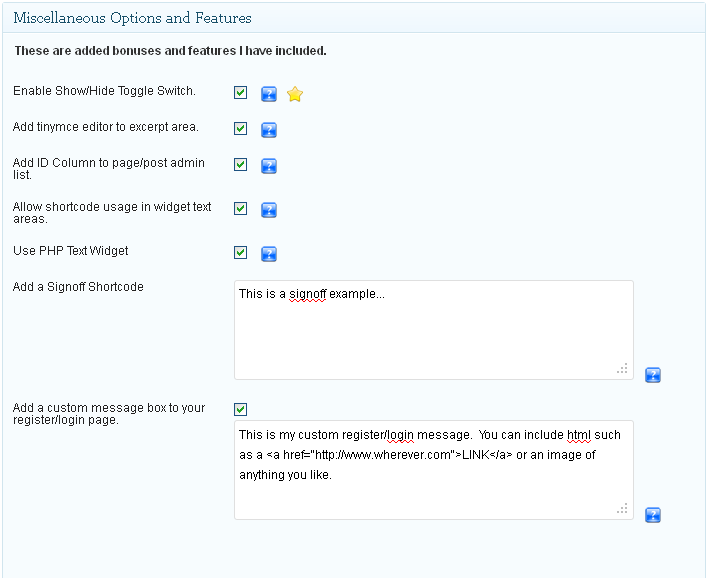 Miscellaneous Options and Features
These are added bonuses and features I have included.
Enable Show/Hide Toggle Switch.
Add tinymce editor to excerpt area.
Add ID Column to page/post admin
list.
Allow shortcode usage in widget text
areas.
Use PHP Text Widget
Add a Signoff Shortcode
This is a signoff example...
Add a custom message box to your
register/login page.
This is my custom register/login message.  You can include html such
as a <a href="http://www.wherever.com">LINK</a> or an image of
anything you like.